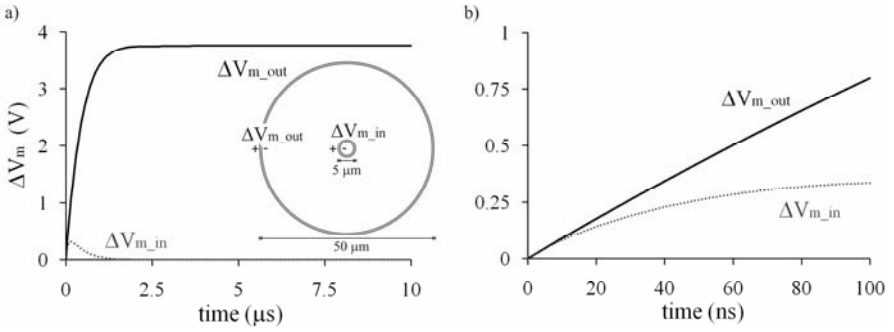 a)
ΔVm (V)
4
3
2
1
0
0
2.5
5
7.5
10
time (μs)
ΔVm_out
ΔVm_out
+ -
ΔVm_in
+ -
5 μm
50 μm
ΔVm_in
b)
1
0.75
0.5
0.25
0
0
20
40
60
80
100
time (ns)
ΔVm_out
ΔVm_in